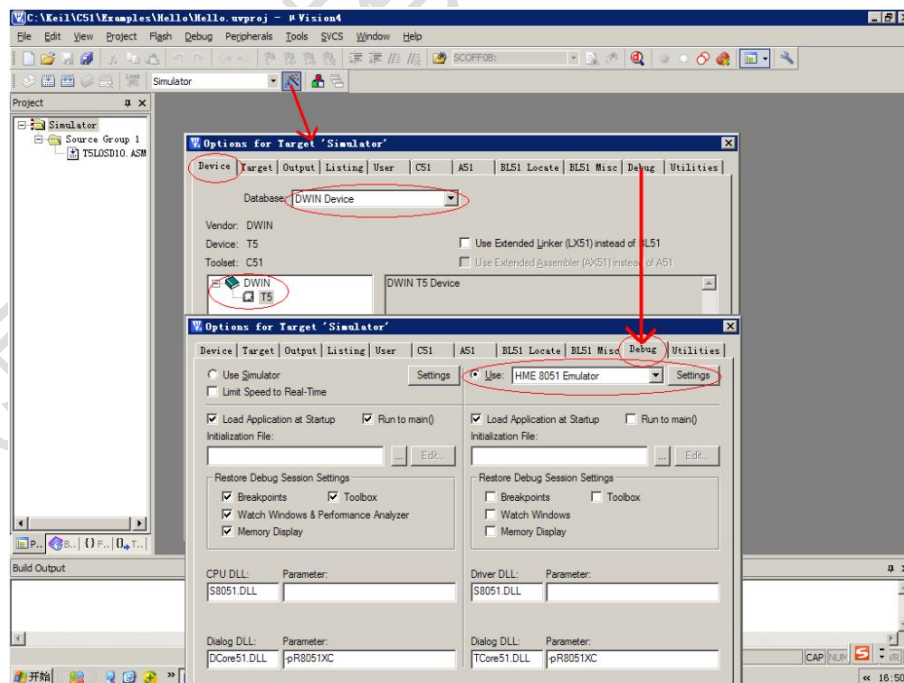 C:\Keil\C51\Examples\Hello\Hello.uvproj - µVision4
File Edit View Project Flash Debug Peripherals Tools SVCS Window Help
SCOFF0B:
Simulator
Project
Simulator
Source Group 1
T5LOSD10.ASM
Options for Target 'Simulator'
Device Target Output Listing User C51 A51 BL51 Locate BL51 Misc Debug Utilities
Database: DWIN Device
Vendor: DWIN
Device: T5
Toolset: C51
Use Extended Linker (LX51) instead of BL51
Use Extended Assembler (AX51) instead of A51
DWIN
T5
DWIN T5 Device
Options for Target 'Simulator'
Device Target Output Listing User C51 A51 BL51 Locate BL51 Misc Debug Utilities
Use Simulator Settings
Limit Speed to Real-Time
Use: HME 8051 Emulator Settings
Load Application at Startup Run to main()
Initialization File:
... Edit...
Load Application at Startup Run to main()
Initialization File:
... Edit...
Restore Debug Session Settings
Breakpoints Toolbox
Watch Windows & Performance Analyzer
Memory Display
Restore Debug Session Settings
Breakpoints Toolbox
Watch Windows
Memory Display
CPU DLL: Parameter:
S8051.DLL
Driver DLL: Parameter:
S8051.DLL
Dialog DLL: Parameter:
DCore51.DLL -pR8051XC
Dialog DLL: Parameter:
TCore51.DLL -pR8051XC
P.. B.. {} F.. T..
Build Output
CAP NUM
开始
« 16:50